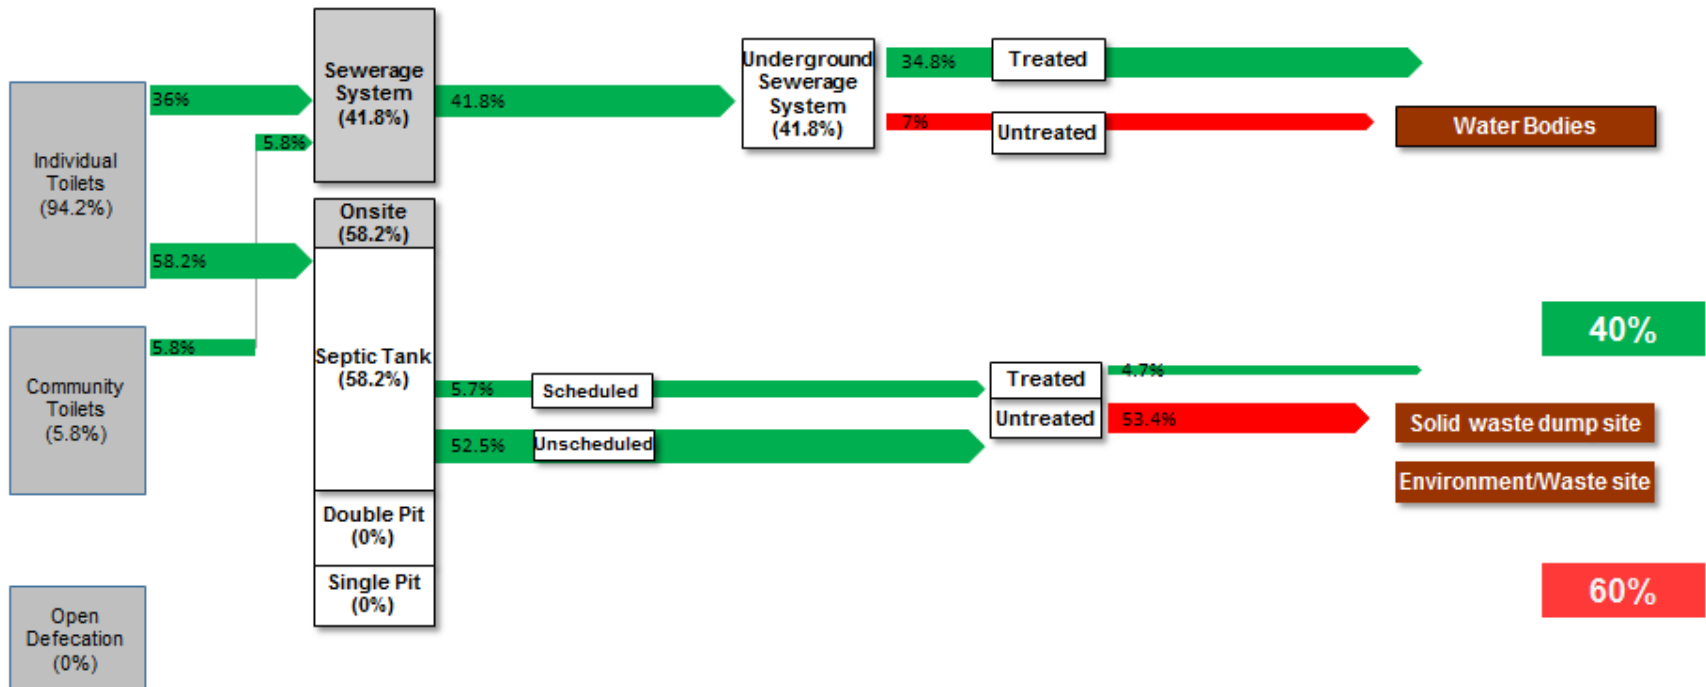 Individual
Toilets
(94.2%)
36%
5.8%
58.2%
Community
Toilets
(5.8%)
5.8%
Open
Defecation
(0%)
Sewerage
System
(41.8%)
41.8%
Onsite
(58.2%)
Septic Tank
(58.2%)
5.7%
Scheduled
52.5%
Unscheduled
Double Pit
(0%)
Single Pit
(0%)
Underground
Sewerage
System
(41.8%)
34.8%
Treated
7%
Untreated
Water Bodies
Treated
4.7%
Untreated
53.4%
Solid waste dump site
Environment/Waste site
40%
60%